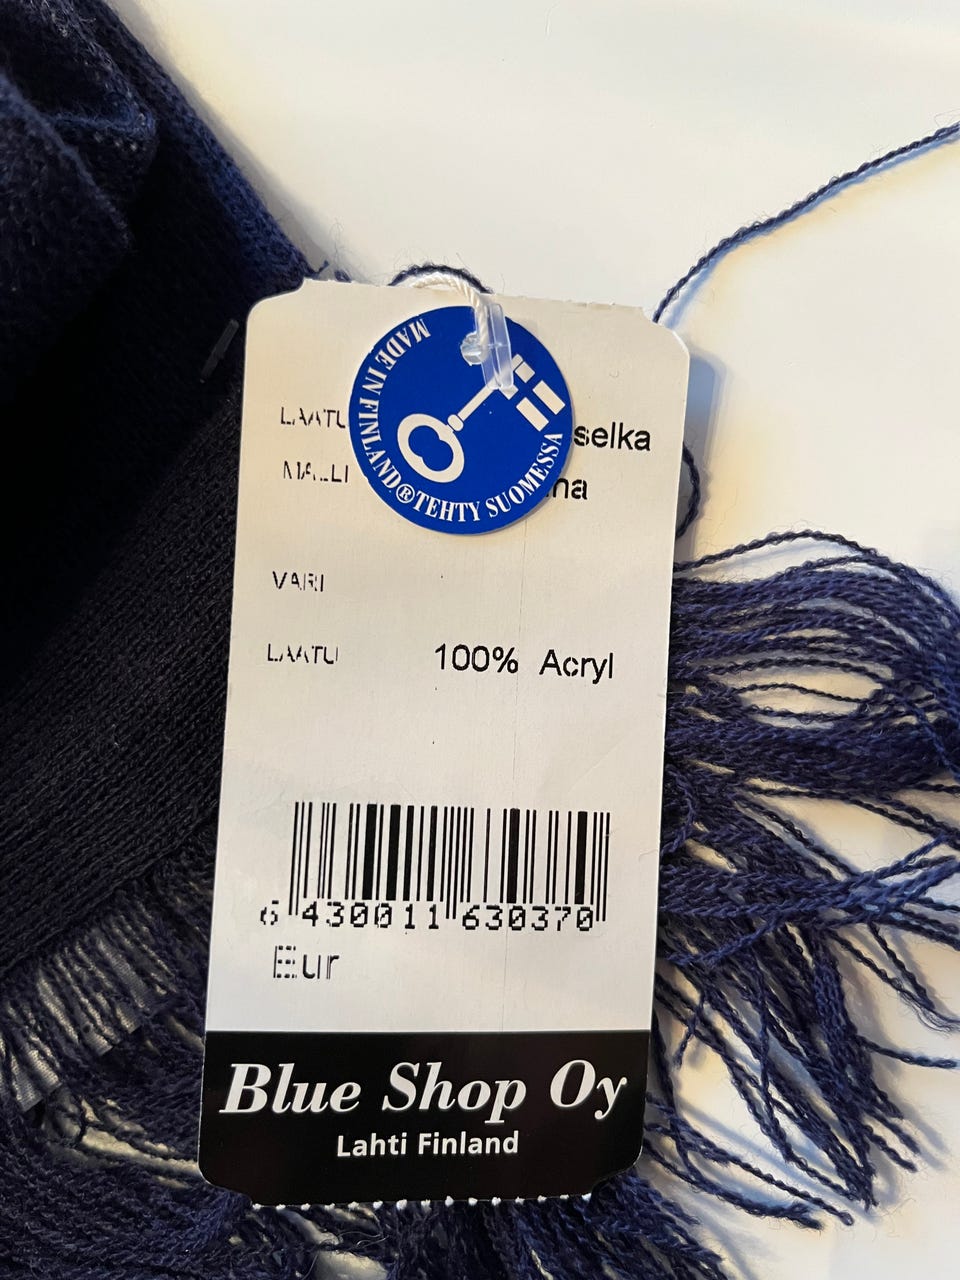 MADE IN FINLAND® TEHTY SUOMESSA
LAATU selka
MALLI na
VARI
LAATU 100% Acryl
6 430011 630370
Eur
Blue Shop Oy
Lahti Finland